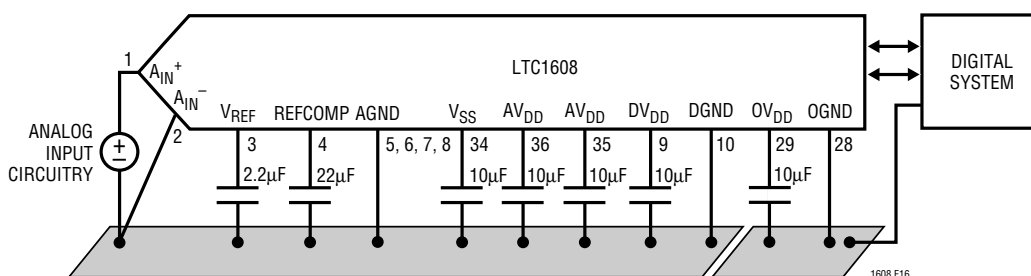 1
A_IN^+
A_IN^–
2
LTC1608
DIGITAL
SYSTEM
V_REF
REFCOMP
AGND
V_SS
AV_DD
AV_DD
DV_DD
DGND
OV_DD
OGND
3
4
5, 6, 7, 8
34
36
35
9
10
29
28
ANALOG
INPUT
CIRCUITRY
+
–
2.2µF
22µF
10µF
10µF
10µF
10µF
10µF
1608 F16